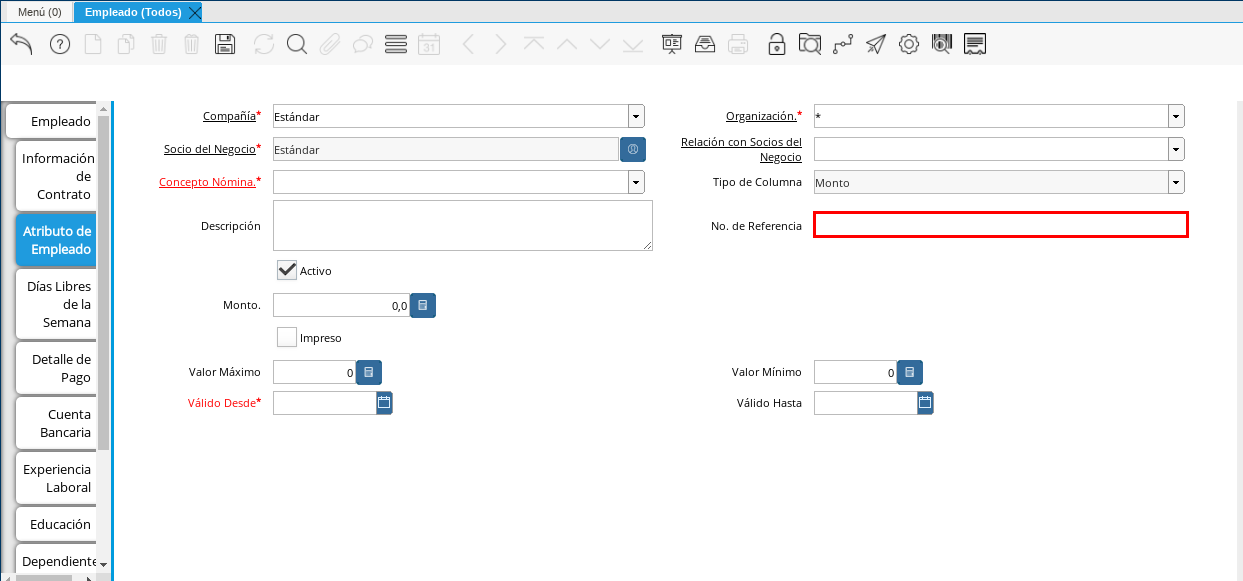 Menú (0)
Empleado (Todos)
31
Empleado
Información
de
Contrato
Atributo de
Empleado
Días Libres
de la
Semana
Detalle de
Pago
Cuenta
Bancaria
Experiencia
Laboral
Educación
Dependiente
Compañía*
Estándar
Organización.*
*
Socio del Negocio*
Estándar
Relación con Socios del
Negocio
Concepto Nómina.*
Tipo de Columna
Monto
Descripción
No. de Referencia
Activo
Monto.
0,0
Impreso
Valor Máximo
0
Valor Mínimo
0
Válido Desde*
Válido Hasta